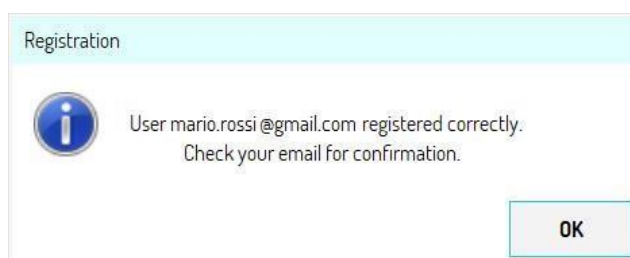 Registration
User mario.rossi@gmail.com registered correctly.
Check your email for confirmation.
OK